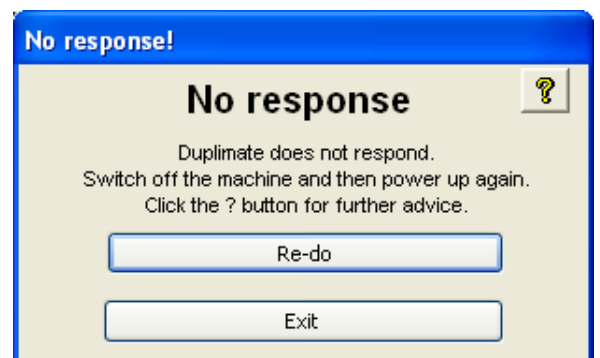 No response!
No response
?
Duplimate does not respond.
Switch off the machine and then power up again.
Click the ? button for further advice.
Re-do
Exit